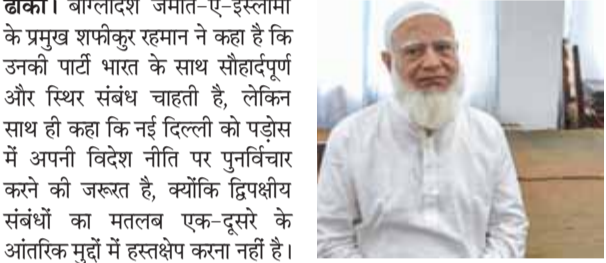 ढाका। बांग्लादेश जमात-ए-इस्लामी
के प्रमुख शफीकुर रहमान ने कहा है कि
उनकी पार्टी भारत के साथ सौहार्दपूर्ण
और स्थिर संबंध चाहती है, लेकिन
साथ ही कहा कि नई दिल्ली को पड़ोस
में अपनी विदेश नीति पर पुनर्विचार
करने की जरूरत है, क्योंकि द्विपक्षीय
संबंधों का मतलब एक-दूसरे के
आंतरिक मुद्दों में हस्तक्षेप करना नहीं है।